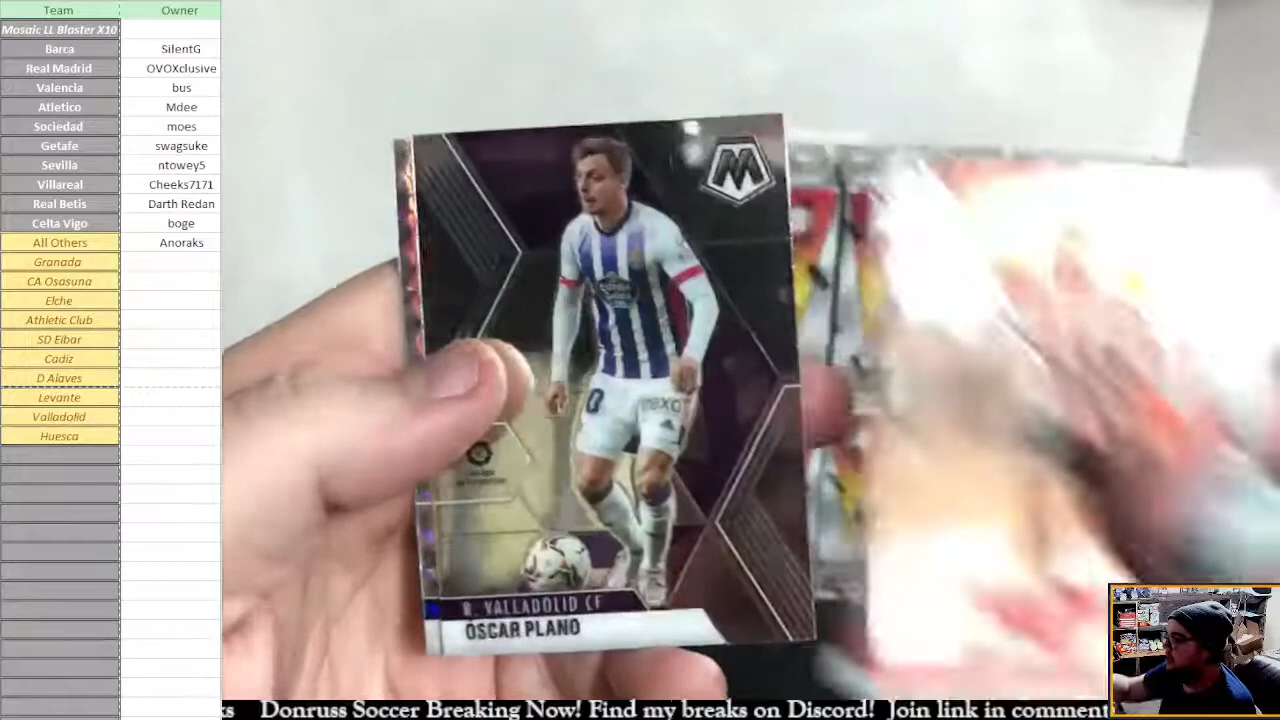 Team Owner
Mosaic LL Blaster X10
Barca SilentG
Real Madrid OVOXclusive
Valencia bus
Atletico Mdee
Sociedad moes
Getafe swagsuke
Sevilla ntowey5
Villareal Cheeks7171
Real Betis Darth Redan
Celta Vigo boge
All Others Anoraks
Granada
CA Osasuna
Elche
Athletic Club
SD Eibar
Cadiz
D Alaves
Levante
Valladolid
Huesca
M
R. VALLADOLID CF
ÓSCAR PLANO
Donruss Soccer Breaking Now! Find my breaks on Discord! Join link in comment